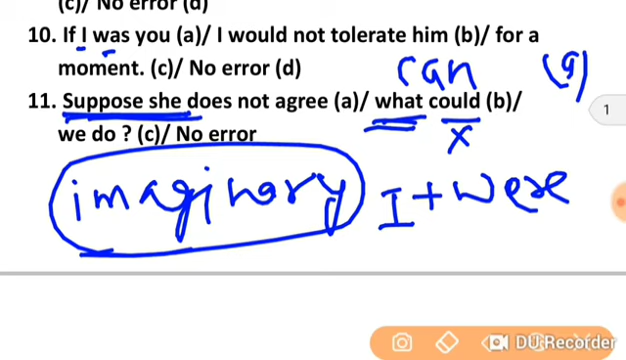 (c)/ No error (d)
10. If I was you (a)/ I would not tolerate him (b)/ for a
moment. (c)/ No error (d)
can (a)
11. Suppose she does not agree (a)/ what could (b)/
1
we do ? (c)/ No error
x
imaginary I + were
DU Recorder